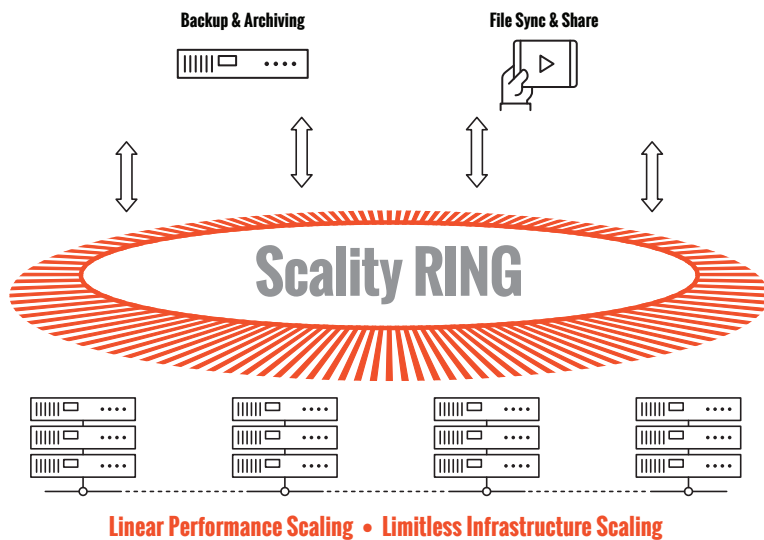 Backup & Archiving
File Sync & Share
Scality RING
Linear Performance Scaling • Limitless Infrastructure Scaling